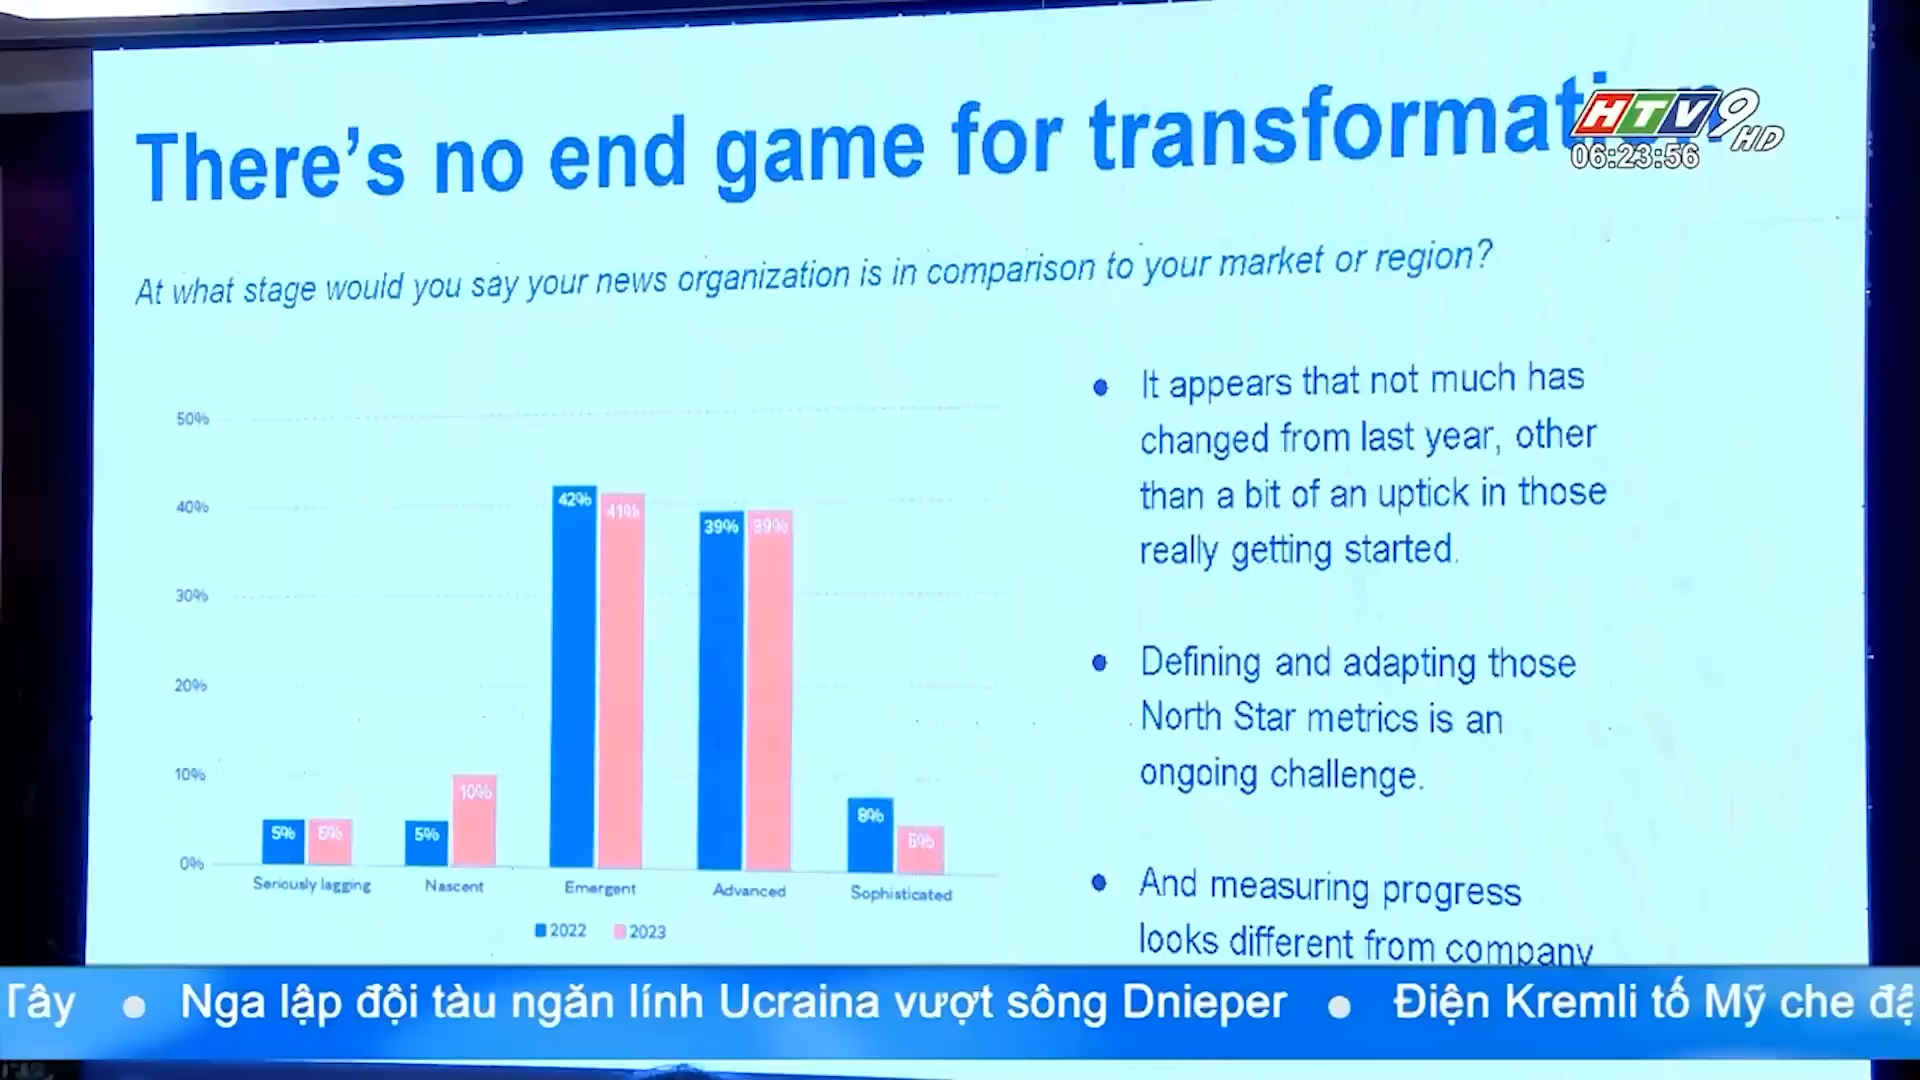 There's no end game for
HTV9 HD
06:23:56
At what stage would you say your news organization is in comparison to your market or region?
50%
40%
30%
20%
10%
0%
5%
5%
5%
10%
42%
41%
39%
39%
8%
Seriously lagging
Nascent
Emergent
Advanced
Sophisticated
2022
2023
It appears that not much has
changed from last year, other
than a bit of an uptick in those
really getting started.
Defining and adapting those
North Star metrics is an
ongoing challenge.
And measuring progress
looks different from company
Tây • Nga lập đội tàu ngăn lính Ucraina vượt sông Dnieper • Điện Kremli tố Mỹ che